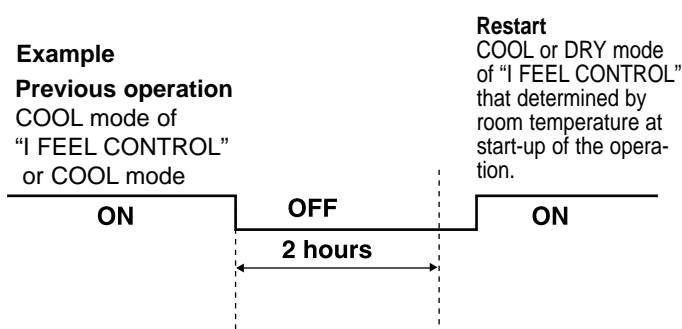 Example
Previous operation
COOL mode of
“I FEEL CONTROL”
or COOL mode
Restart
COOL or DRY mode
of “I FEEL CONTROL”
that determined by
room temperature at
start-up of the opera-
tion.
ON
OFF
ON
2 hours